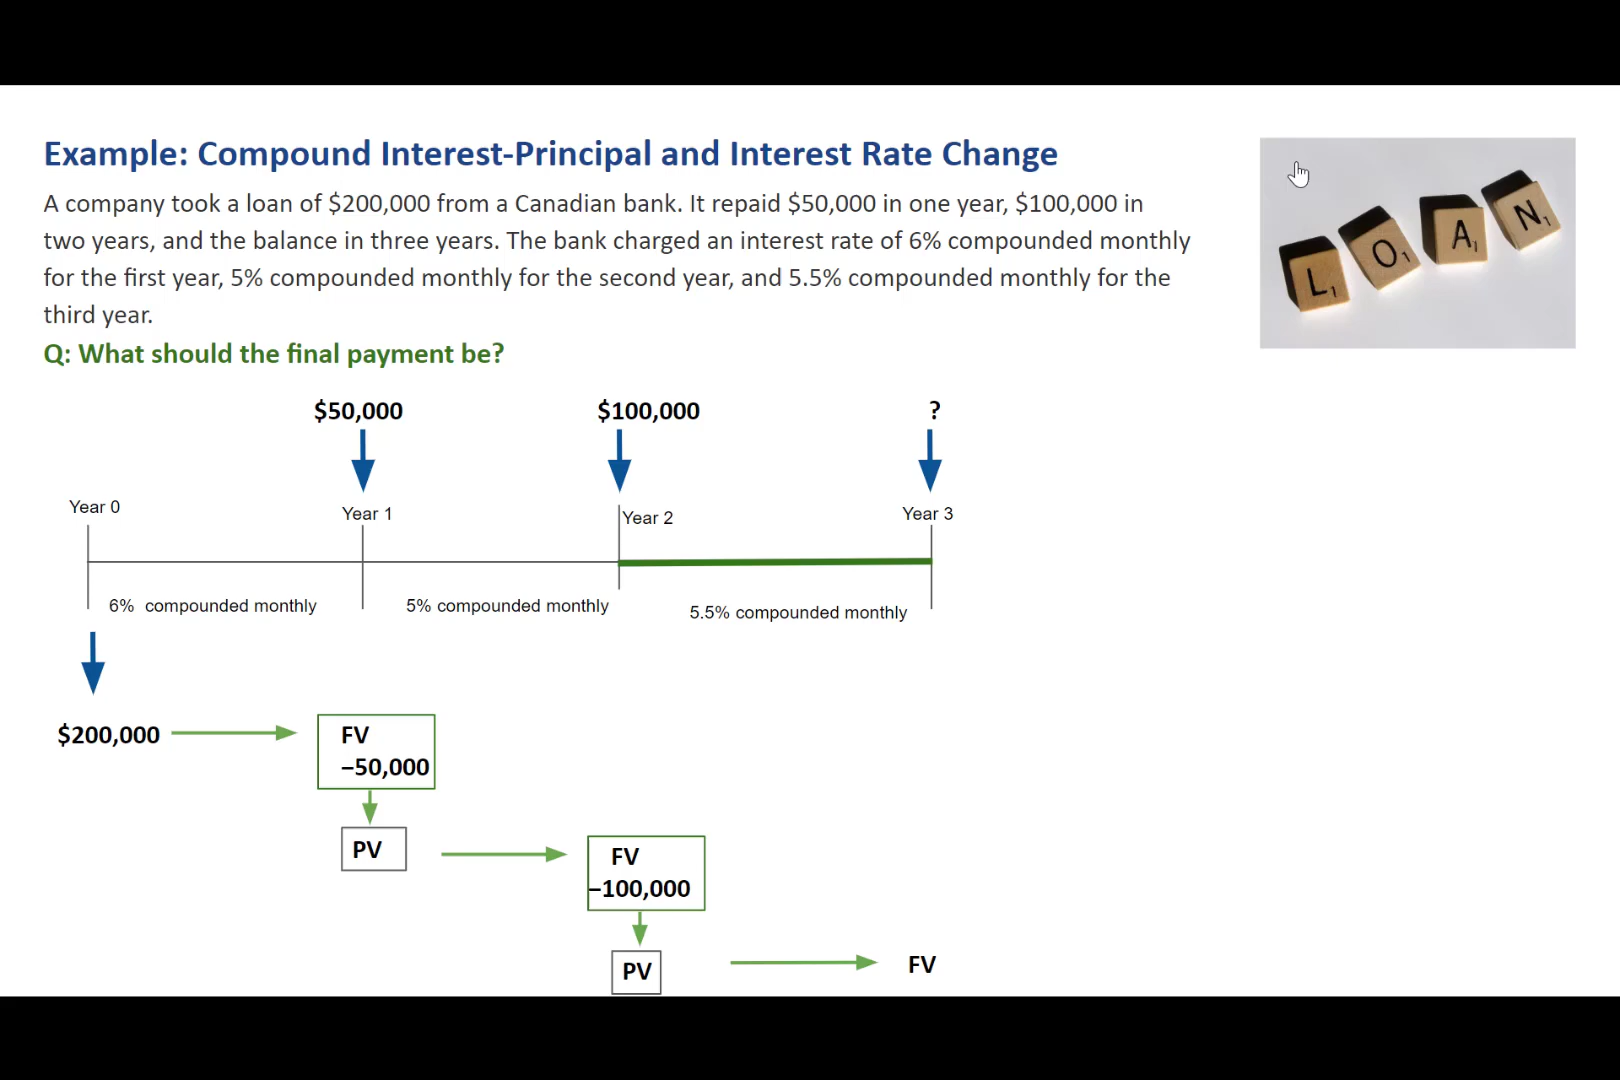 Example: Compound Interest-Principal and Interest Rate Change
A company took a loan of $200,000 from a Canadian bank. It repaid $50,000 in one year, $100,000 in
two years, and the balance in three years. The bank charged an interest rate of 6% compounded monthly
for the first year, 5% compounded monthly for the second year, and 5.5% compounded monthly for the
third year.
Q: What should the final payment be?
L1 O1 A1 N1
$50,000 $100,000 ?
Year 0 Year 1 Year 2 Year 3
6% compounded monthly 5% compounded monthly 5.5% compounded monthly
$200,000 FV
–50,000
PV FV
–100,000
PV FV